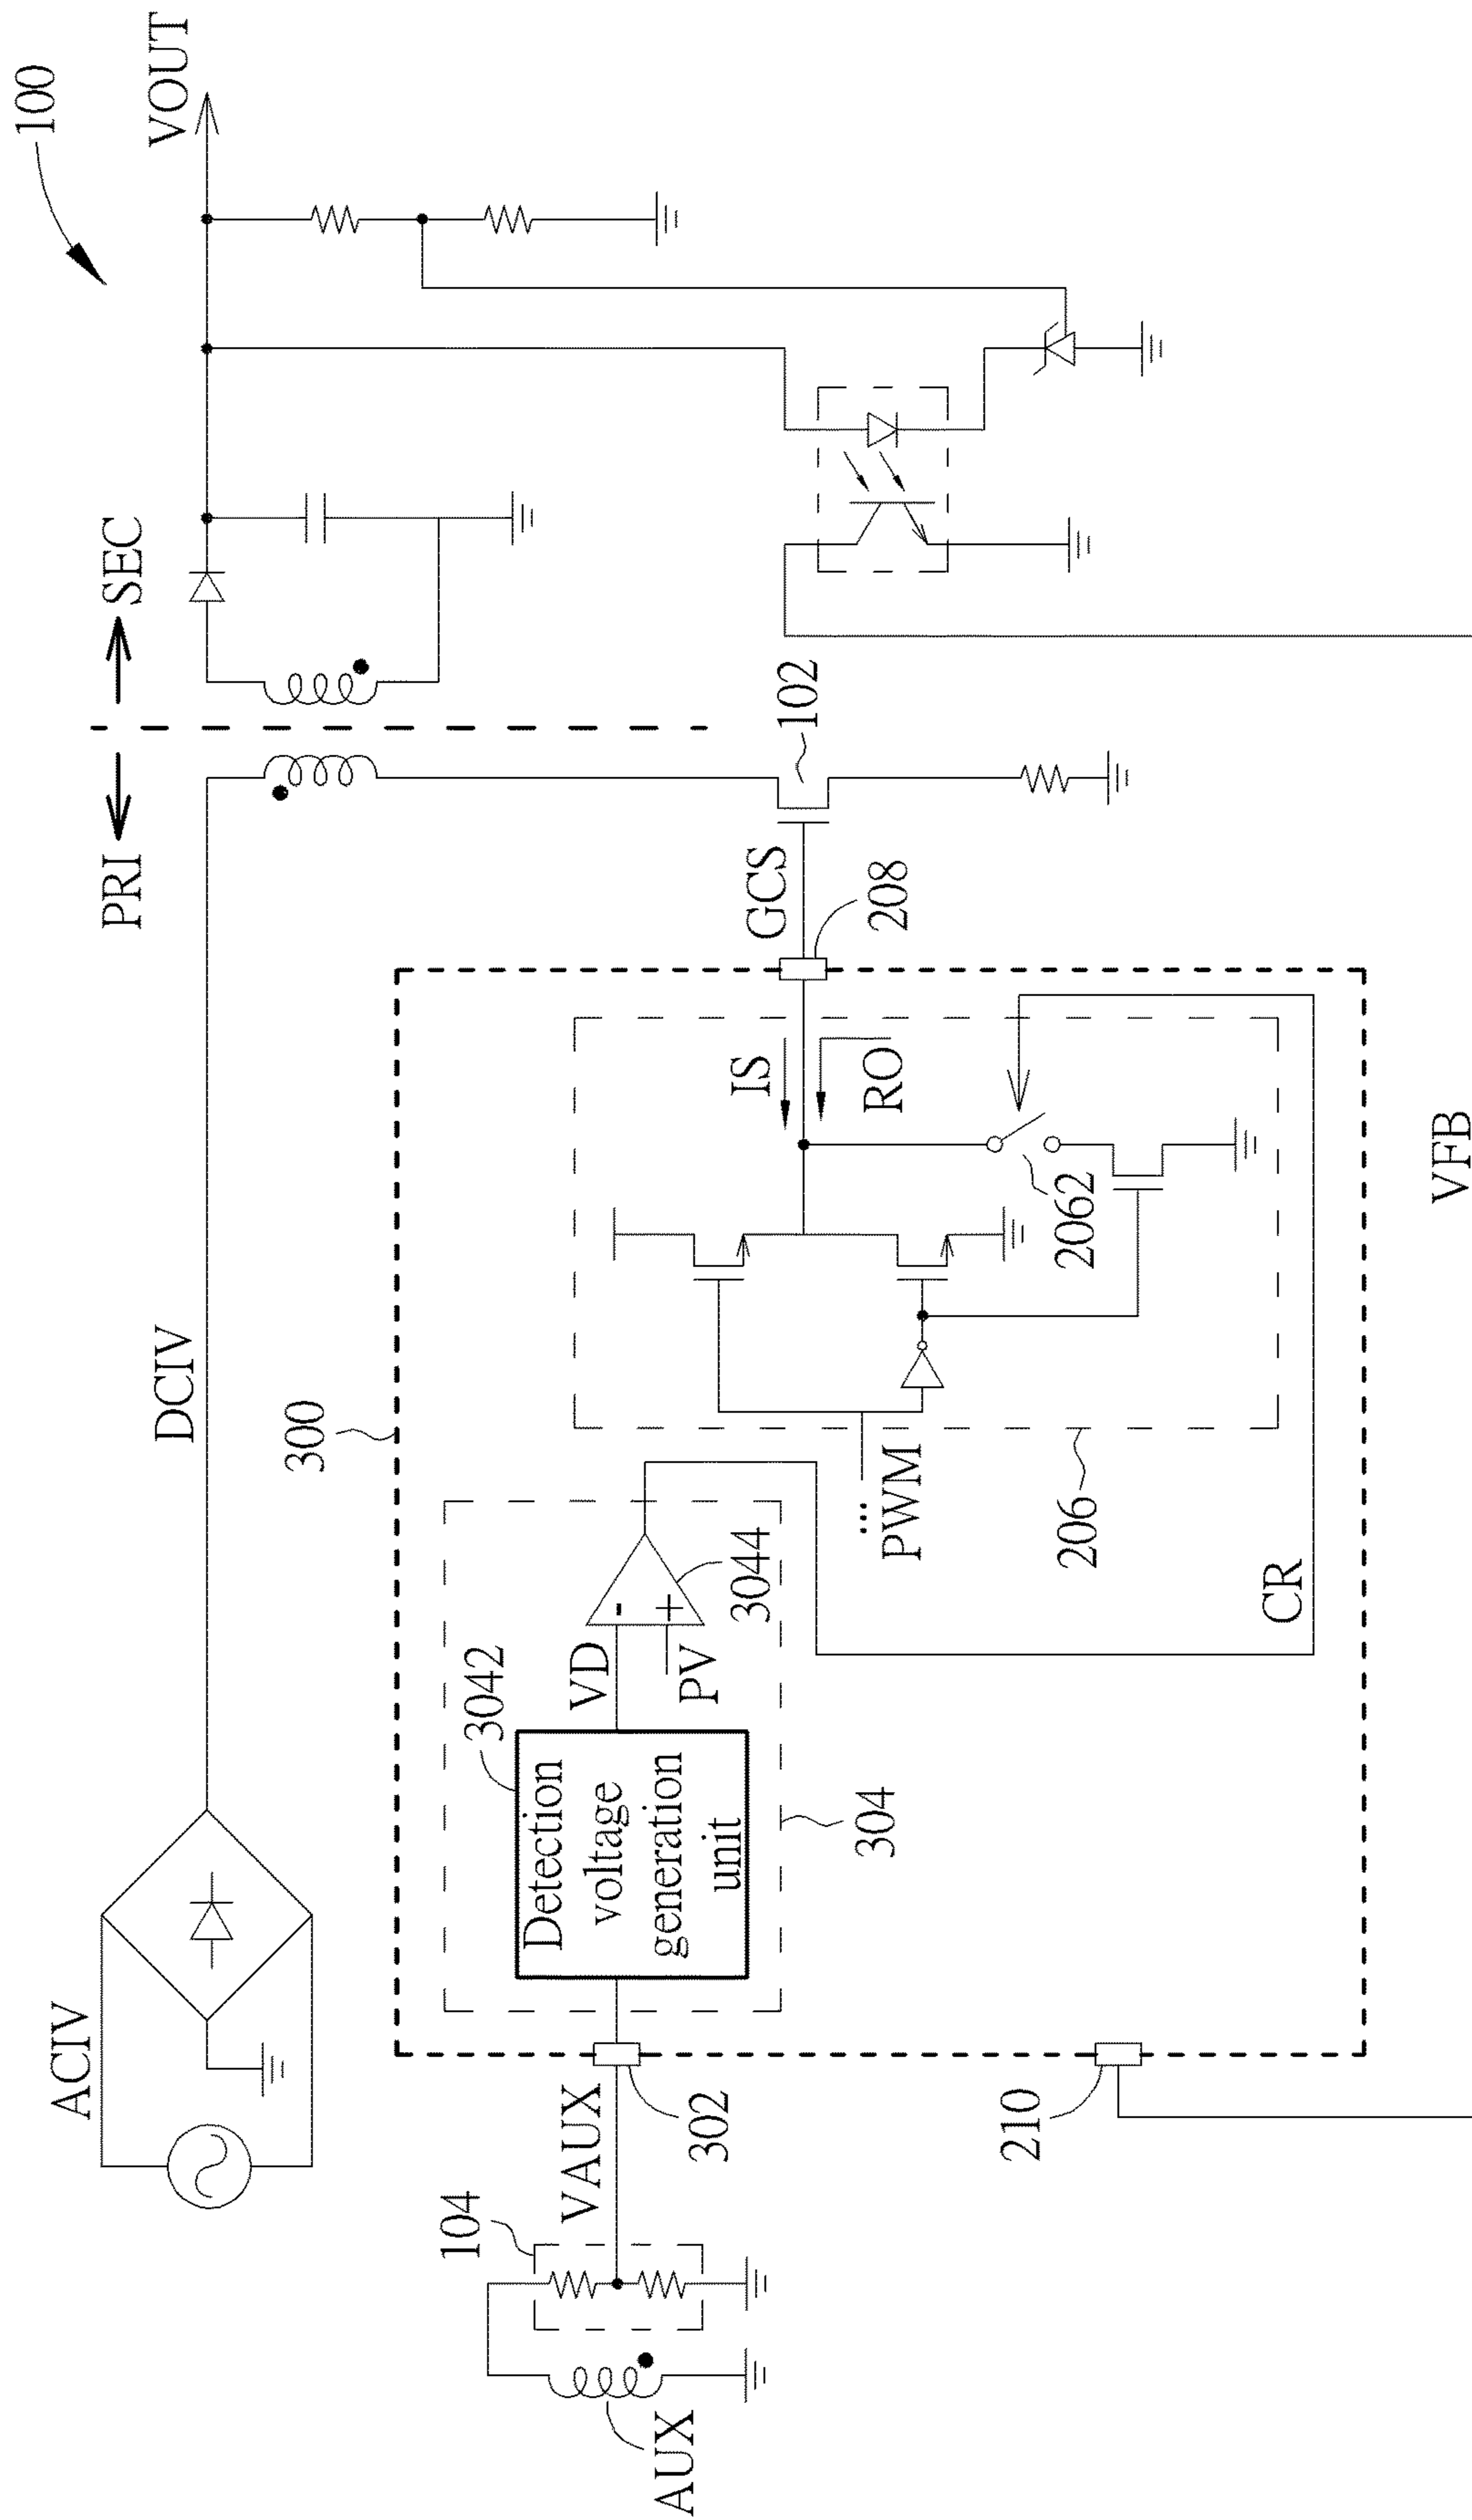 100
PRI
SEC
VOUT
ACIV
DCIV
300
104
VAUX
AUX
302
3042
Detection
voltage
generation
unit
VD
PV
3044
304
...
PWM
206
CR
IS
RO
2062
GCS
208
102
210
VFB